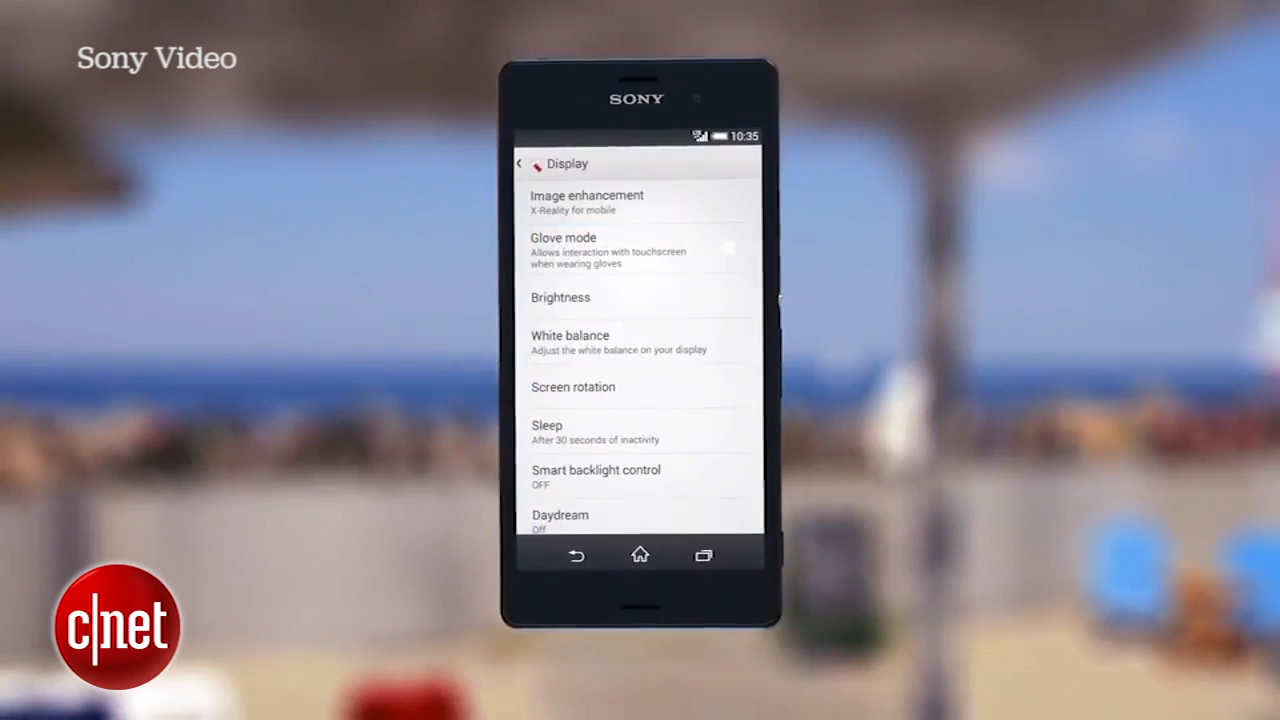 Sony Video
SONY
10:35
Display
Image enhancement
X-Reality for mobile
Glove mode
Allows interaction with touchscreen
when wearing gloves
Brightness
White balance
Adjust the white balance on your display
Screen rotation
Sleep
After 30 seconds of inactivity
Smart backlight control
OFF
Daydream
Off
c|net